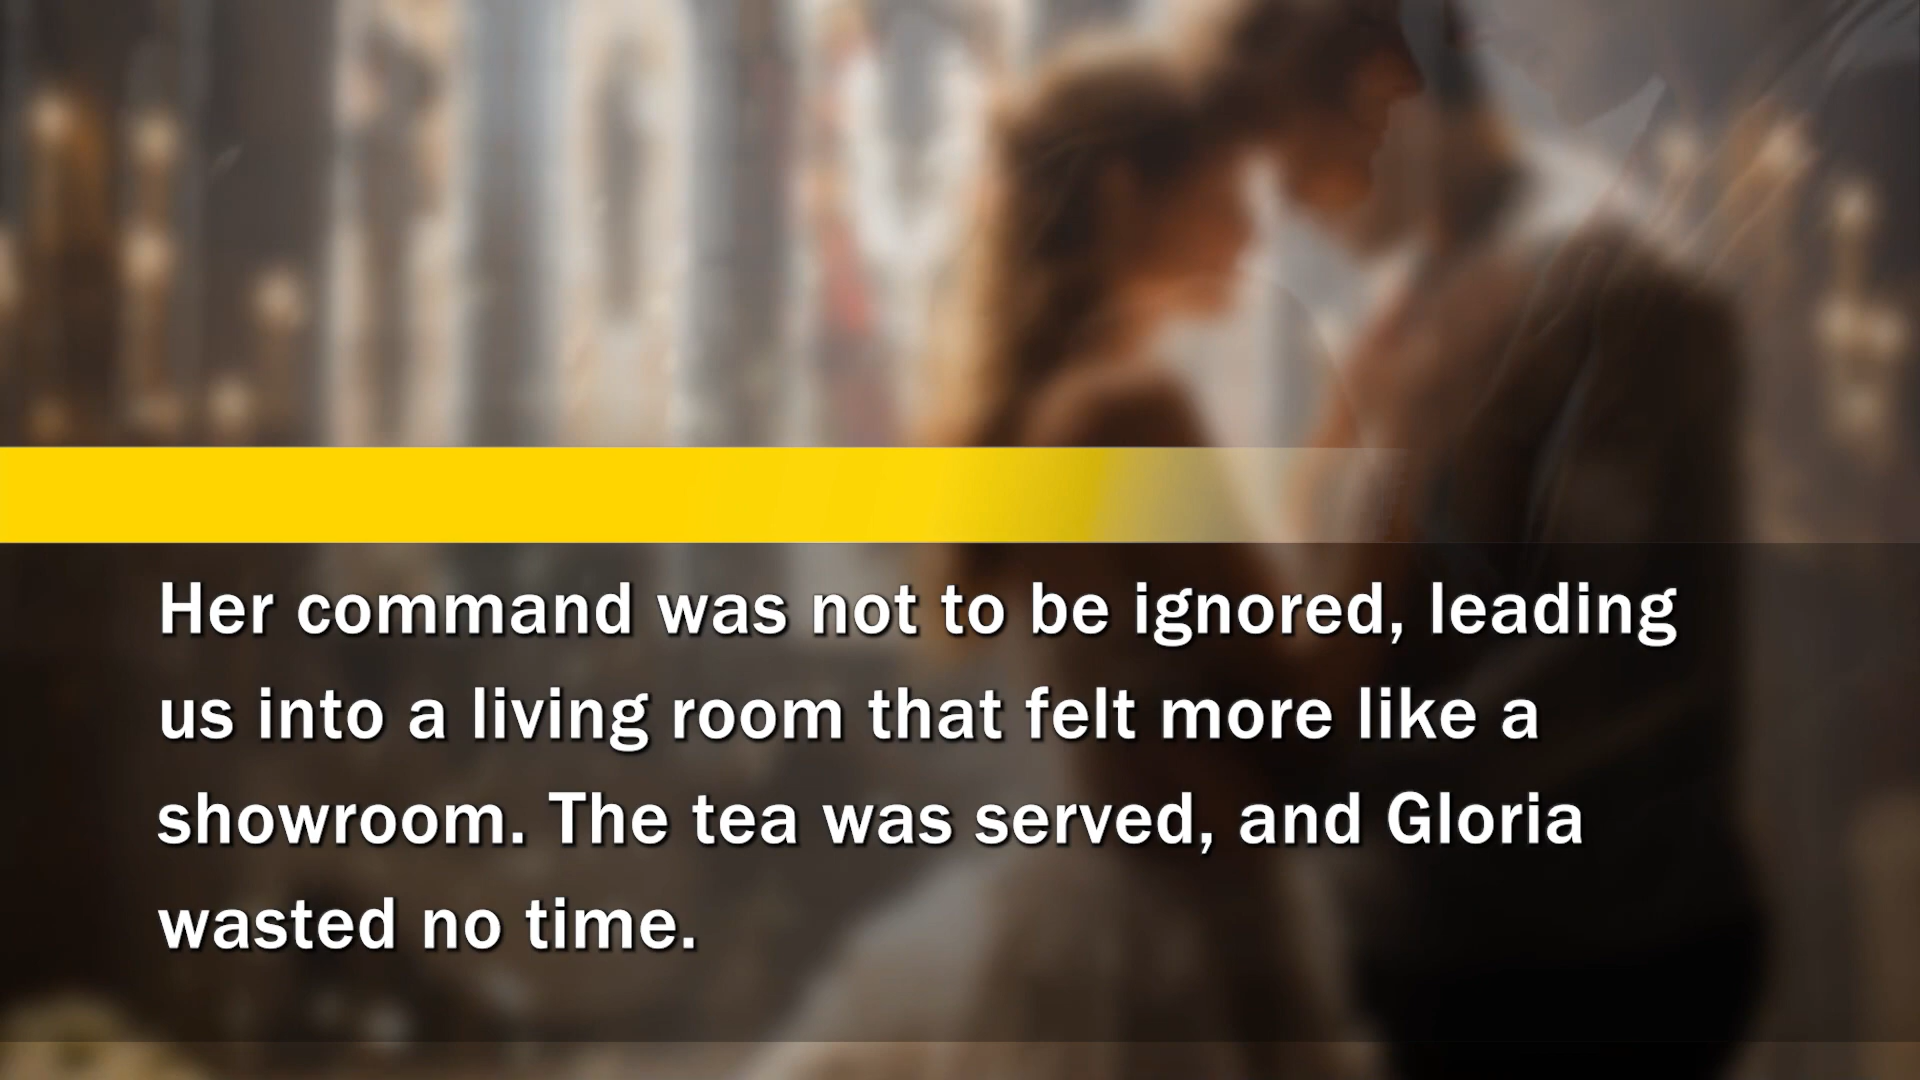 Her command was not to be ignored, leading
us into a living room that felt more like a
showroom. The tea was served, and Gloria
wasted no time.